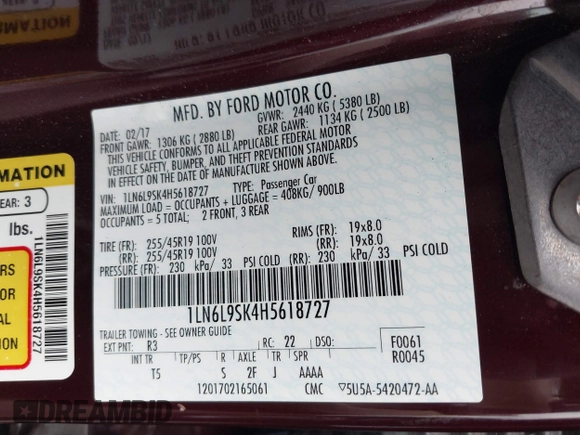 MFD. BY FORD MOTOR CO.
DATE: 02/17 GVWR: 2440 KG ( 5380 LB)
FRONT GAWR: 1306 KG ( 2880 LB) REAR GAWR: 1134 KG ( 2500 LB)
THIS VEHICLE CONFORMS TO ALL APPLICABLE FEDERAL MOTOR
VEHICLE SAFETY, BUMPER, AND THEFT PREVENTION STANDARDS
IN EFFECT ON THE DATE OF MANUFACTURE SHOWN ABOVE.
VIN: 1LN6L9SK4H5618727 TYPE: Passenger Car
MAXIMUM LOAD = OCCUPANTS + LUGGAGE = 408KG/ 900LB
OCCUPANTS = 5 TOTAL; 2 FRONT, 3 REAR
TIRE (FR): 255/45R19 100V RIMS (FR): 19x8.0
(RR): 255/45R19 100V (RR): 19x8.0
PRESSURE (FR): 230 kPa/ 33 PSI COLD (RR): 230 kPa/ 33 PSI COLD
1LN6L9SK4H5618727
TRAILER TOWING - SEE OWNER GUIDE
EXT PNT: R3 RC: 22 DSO: F0061
R0045
INT TR TP/PS R AXLE TR SPR
T5 S 2F J AAAA
1201702165061 CMC 5U5A-5420472-AA
MATION
EAR: 3
lbs.
1LN6L9SK4H5618727
RS
OR
NG
DREAMBID